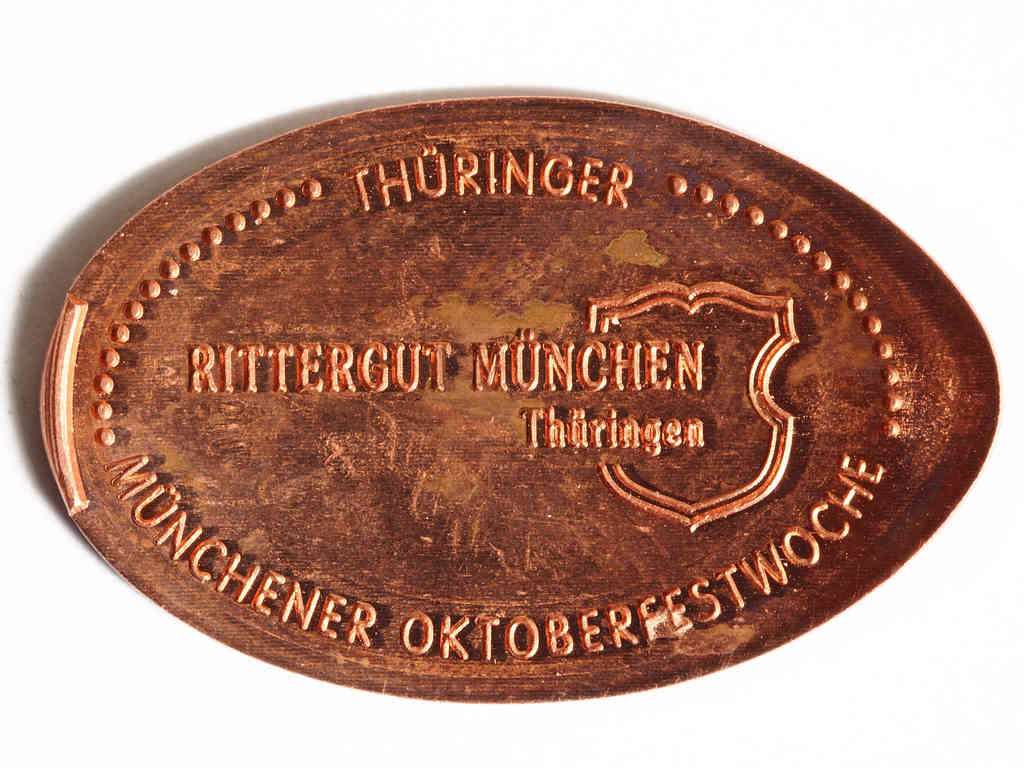 THÜRINGER
RITTERGUT MÜNCHEN
Thüringen
MÜNCHENER OKTOBERFESTWOCHE